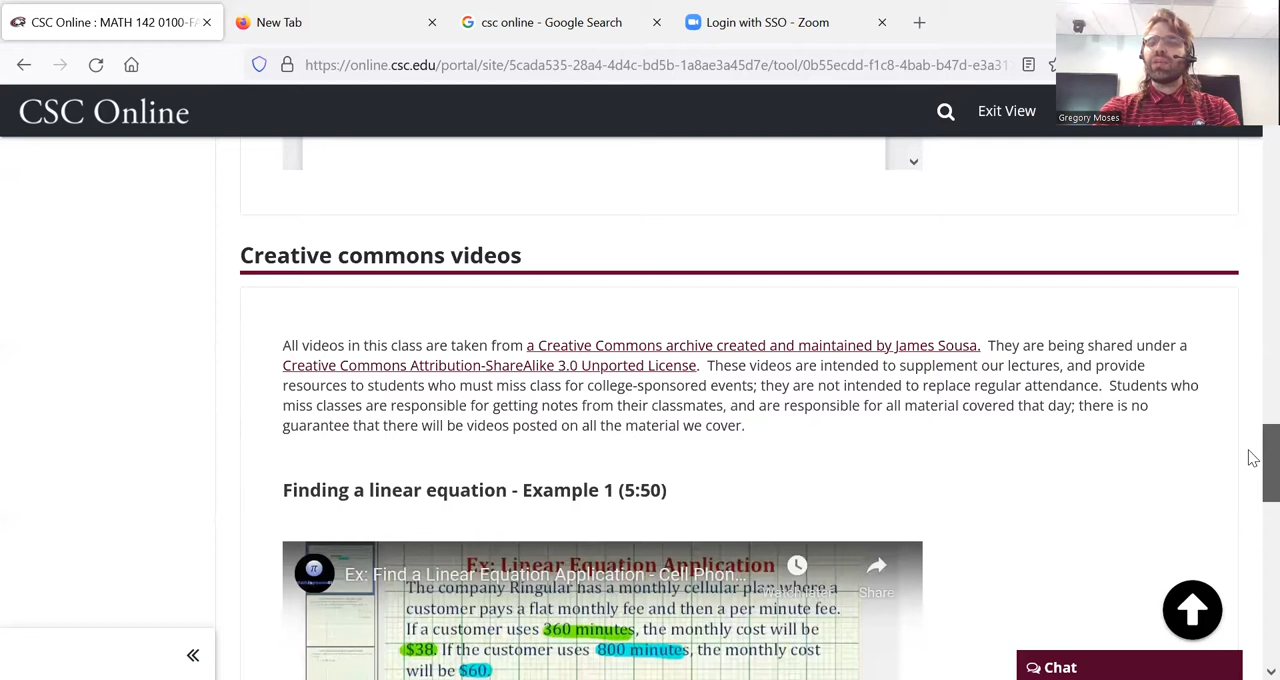 CSC Online : MATH 142 0100-FA
New Tab
csc online - Google Search
Login with SSO - Zoom
https://online.csc.edu/portal/site/5cada535-28a4-4d4c-bd5b-1a8ae3a45d7e/tool/0b55ecdd-f1c8-4bab-b47d-e3a31
Gregory Moses
CSC Online
Exit View
Creative commons videos
All videos in this class are taken from a Creative Commons archive created and maintained by James Sousa. They are being shared under a
Creative Commons Attribution-ShareAlike 3.0 Unported License. These videos are intended to supplement our lectures, and provide
resources to students who must miss class for college-sponsored events; they are not intended to replace regular attendance. Students who
miss classes are responsible for getting notes from their classmates, and are responsible for all material covered that day; there is no
guarantee that there will be videos posted on all the material we cover.
Finding a linear equation - Example 1 (5:50)
Ex: Linear Equation Application
Ex: Find a Linear Equation Application - Cell Phon...
The company Ringular has a monthly cellular plan where a
Watch later
Share
customer pays a flat monthly fee and then a per minute fee.
If a customer uses 360 minutes, the monthly cost will be
$38. If the customer uses 800 minutes, the monthly cost
will be $60.
Chat